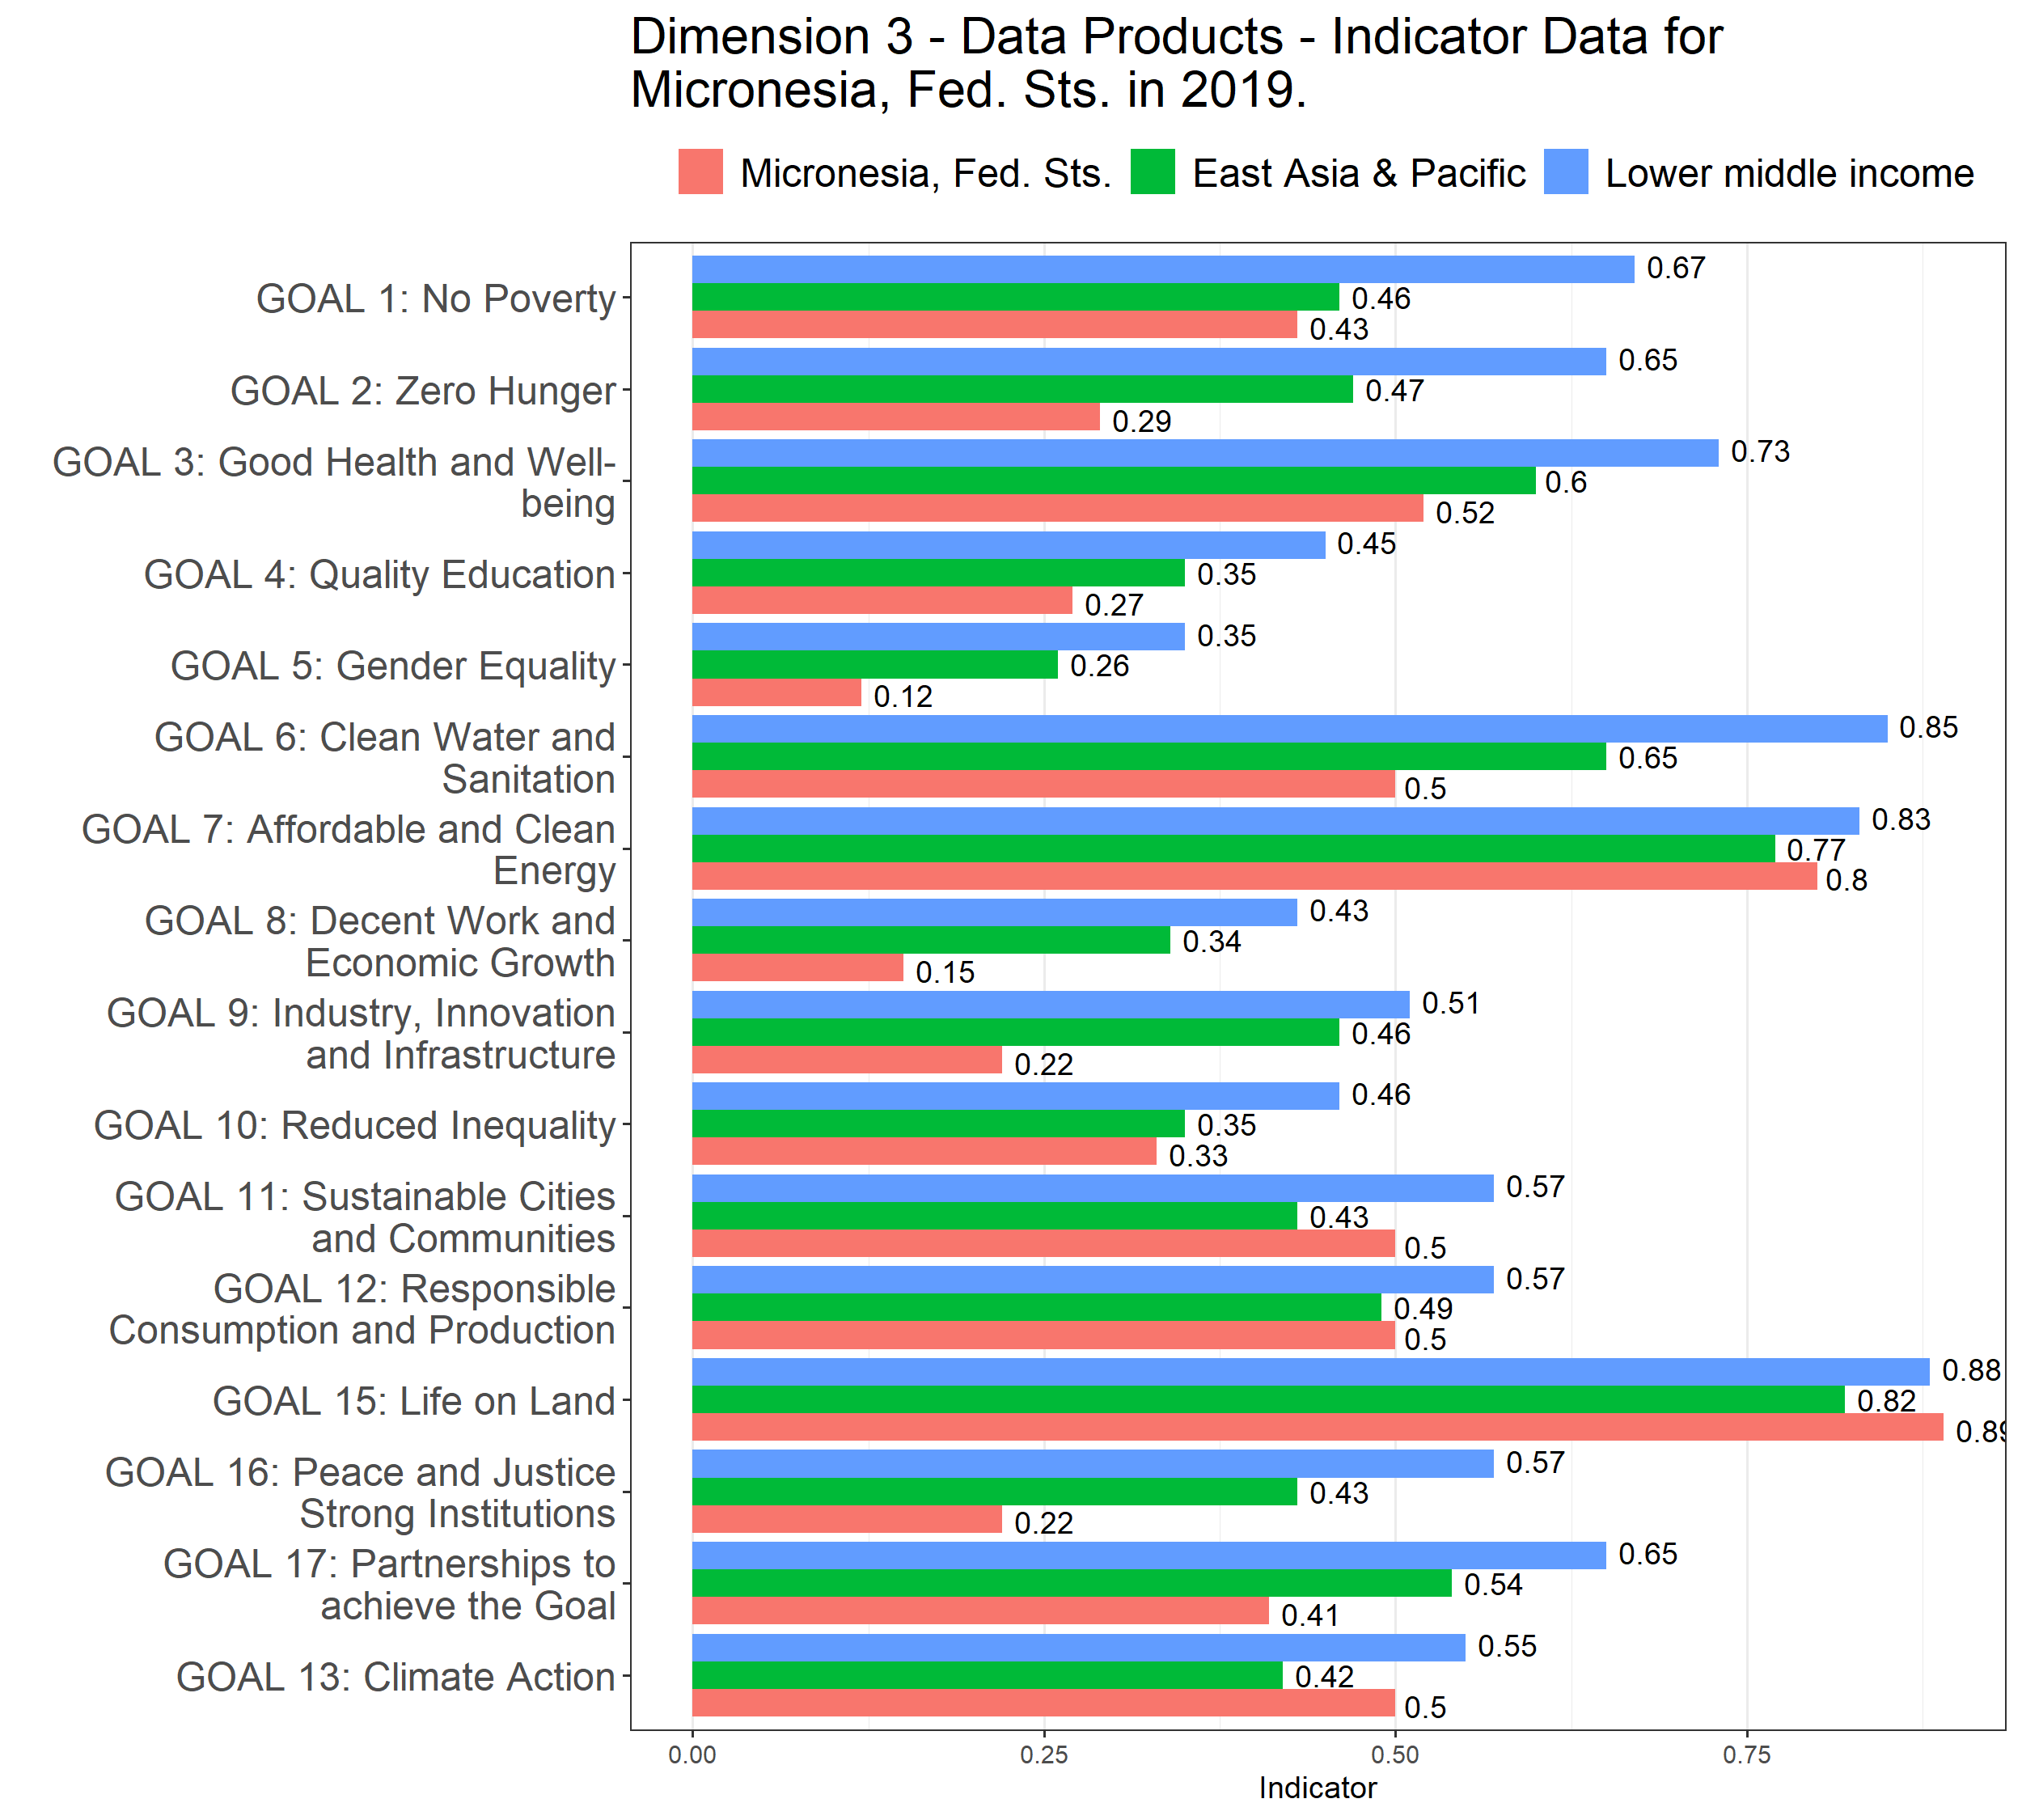 Dimension 3 - Data Products - Indicator Data for
Micronesia, Fed. Sts. in 2019.
Micronesia, Fed. Sts. East Asia & Pacific Lower middle income
GOAL 1: No Poverty
0.67
0.46
0.43
GOAL 2: Zero Hunger
0.65
0.47
0.29
GOAL 3: Good Health and Well-
being
0.73
0.6
0.52
GOAL 4: Quality Education
0.45
0.35
0.27
GOAL 5: Gender Equality
0.35
0.26
0.12
GOAL 6: Clean Water and
Sanitation
0.85
0.65
0.5
GOAL 7: Affordable and Clean
Energy
0.83
0.77
0.8
GOAL 8: Decent Work and
Economic Growth
0.43
0.34
0.15
GOAL 9: Industry, Innovation
and Infrastructure
0.51
0.46
0.22
GOAL 10: Reduced Inequality
0.46
0.35
0.33
GOAL 11: Sustainable Cities
and Communities
0.57
0.43
0.5
GOAL 12: Responsible
Consumption and Production
0.57
0.49
0.5
GOAL 15: Life on Land
0.88
0.82
0.89
GOAL 16: Peace and Justice
Strong Institutions
0.57
0.43
0.22
GOAL 17: Partnerships to
achieve the Goal
0.65
0.54
0.41
GOAL 13: Climate Action
0.55
0.42
0.5
0.00 0.25 0.50 0.75
Indicator